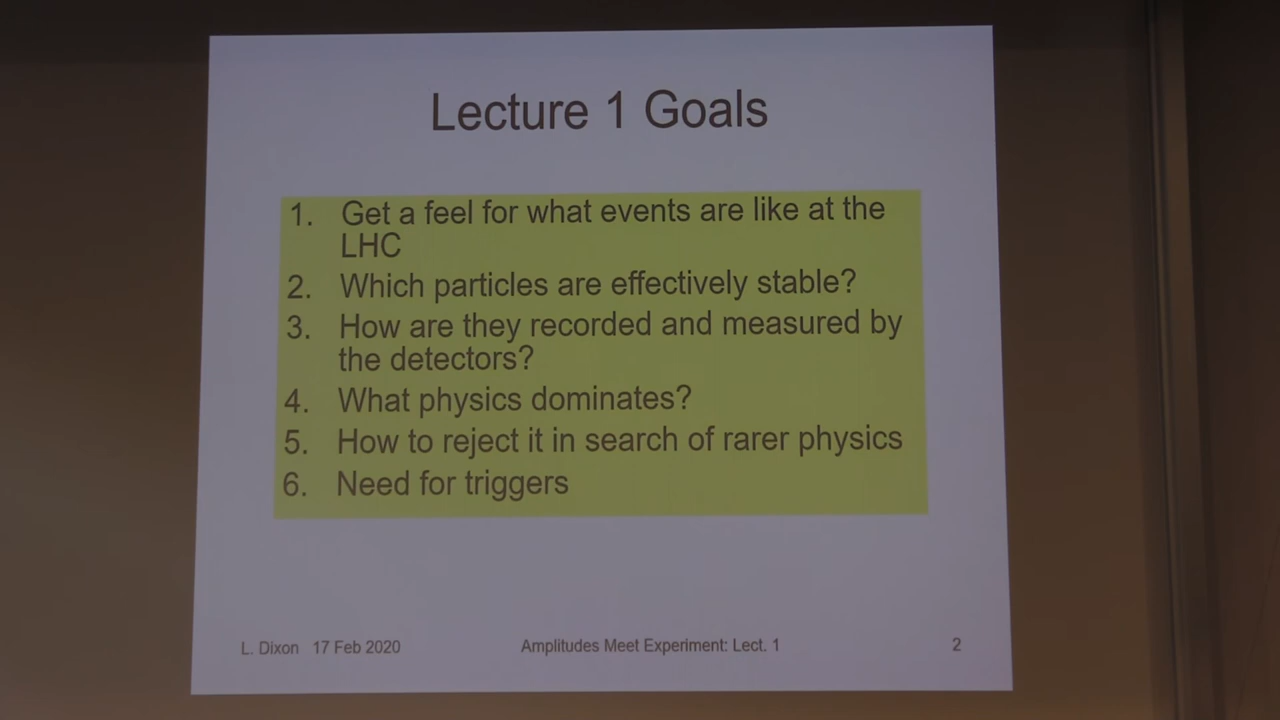 Lecture 1 Goals
1. Get a feel for what events are like at the
LHC
2. Which particles are effectively stable?
3. How are they recorded and measured by
the detectors?
4. What physics dominates?
5. How to reject it in search of rarer physics
6. Need for triggers
L. Dixon 17 Feb 2020 Amplitudes Meet Experiment: Lect. 1 2